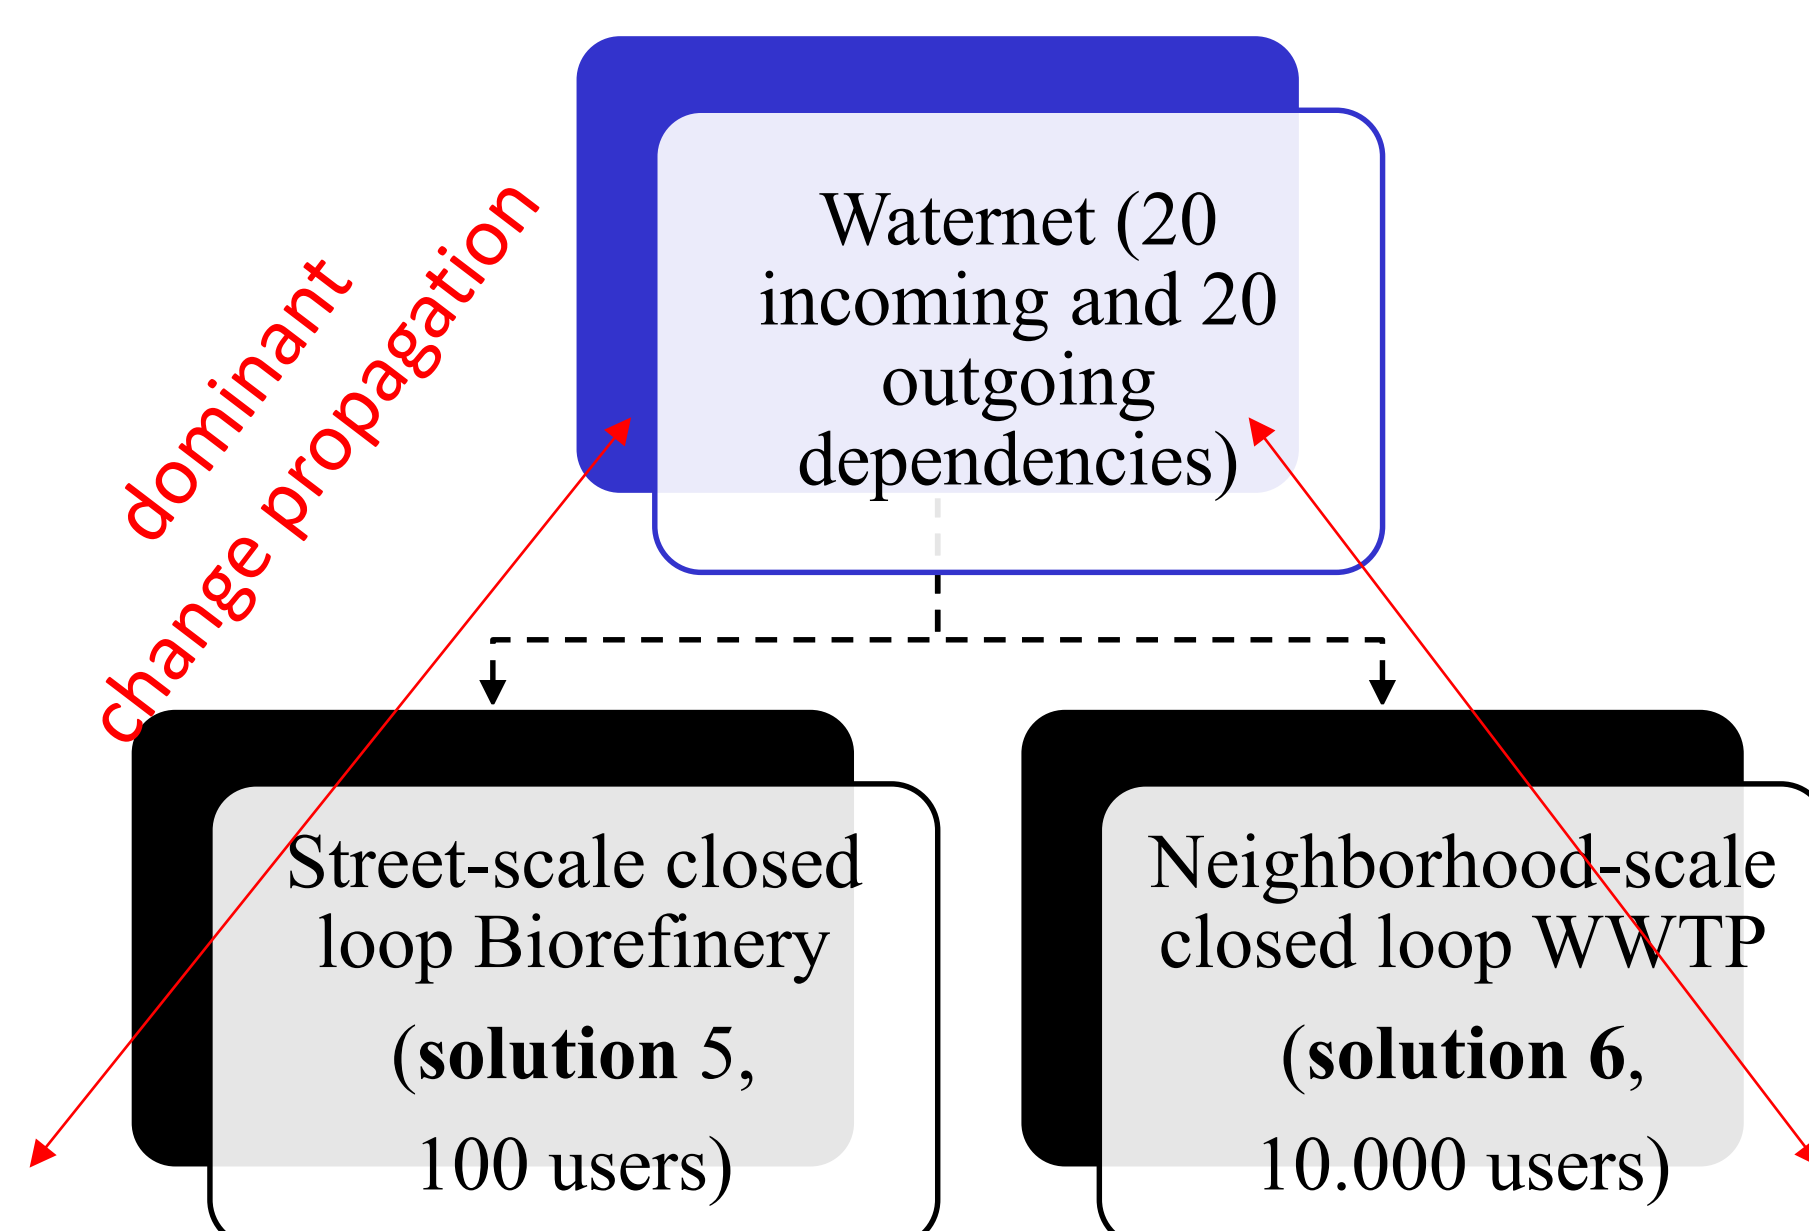 dominant
change propagation
Waternet (20
incoming and 20
outgoing
dependencies)
Street-scale closed
loop Biorefinery
(solution 5,
100 users)
Neighborhood-scale
closed loop WWTP
(solution 6,
10.000 users)